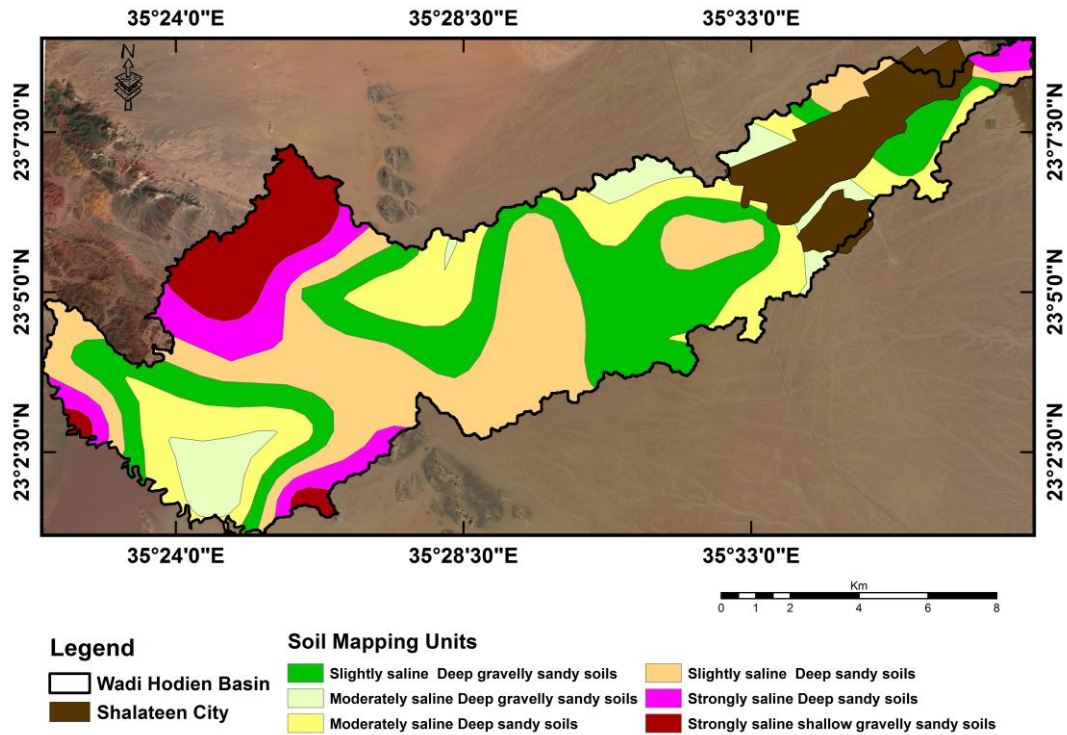 35°24'0"E 35°28'30"E 35°33'0"E
N
23°7'30"N 23°7'30"N
23°5'0"N 23°5'0"N
23°2'30"N 23°2'30"N
35°24'0"E 35°28'30"E 35°33'0"E
Km
0 1 2 4 6 8
Legend
Wadi Hodien Basin
Shalateen City
Soil Mapping Units
Slightly saline Deep gravelly sandy soils
Moderately saline Deep gravelly sandy soils
Moderately saline Deep sandy soils
Slightly saline Deep sandy soils
Strongly saline Deep sandy soils
Strongly saline shallow gravelly sandy soils